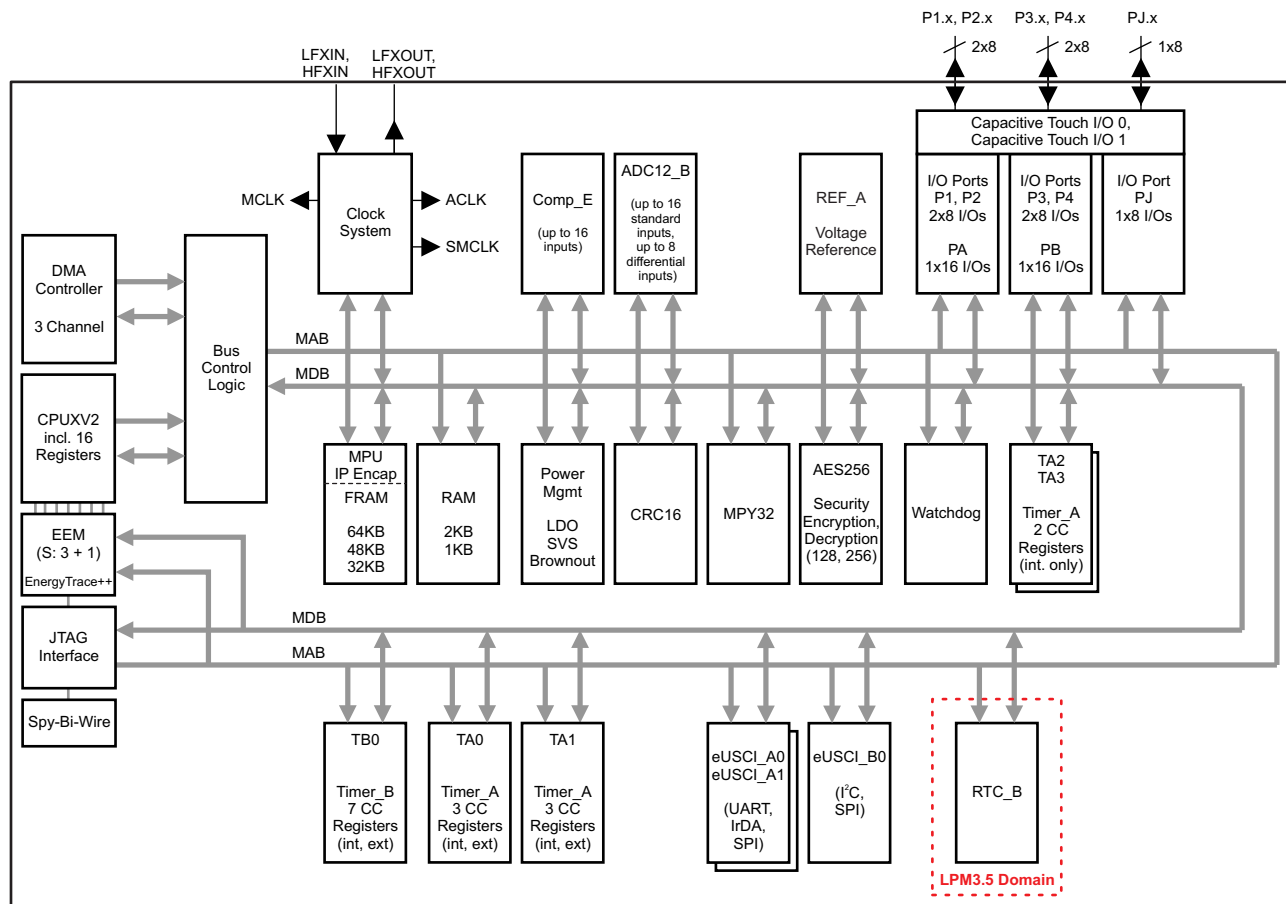 P1.x, P2.x
P3.x, P4.x
PJ.x
2x8
2x8
1x8
LFXIN,
HFXIN
LFXOUT,
HFXOUT
Capacitive Touch I/O 0,
Capacitive Touch I/O 1
MCLK
Clock
System
ACLK
SMCLK
Comp_E
(up to 16
inputs)
ADC12_B
(up to 16
standard
inputs,
up to 8
differential
inputs)
REF_A
Voltage
Reference
I/O Ports
P1, P2
2x8 I/Os
PA
1x16 I/Os
I/O Ports
P3, P4
2x8 I/Os
PB
1x16 I/Os
I/O Port
PJ
1x8 I/Os
DMA
Controller
3 Channel
Bus
Control
Logic
MAB
MDB
CPUXV2
incl. 16
Registers
MPU
IP Encap
FRAM
64KB
48KB
32KB
RAM
2KB
1KB
Power
Mgmt
LDO
SVS
Brownout
CRC16
MPY32
AES256
Security
Encryption,
Decryption
(128, 256)
Watchdog
TA2
TA3
Timer_A
2 CC
Registers
(int. only)
EEM
(S: 3 + 1)
EnergyTrace++
JTAG
Interface
MDB
MAB
Spy-Bi-Wire
TB0
Timer_B
7 CC
Registers
(int, ext)
TA0
Timer_A
3 CC
Registers
(int, ext)
TA1
Timer_A
3 CC
Registers
(int, ext)
eUSCI_A0
eUSCI_A1
(UART,
IrDA,
SPI)
eUSCI_B0
(I²C,
SPI)
RTC_B
LPM3.5 Domain